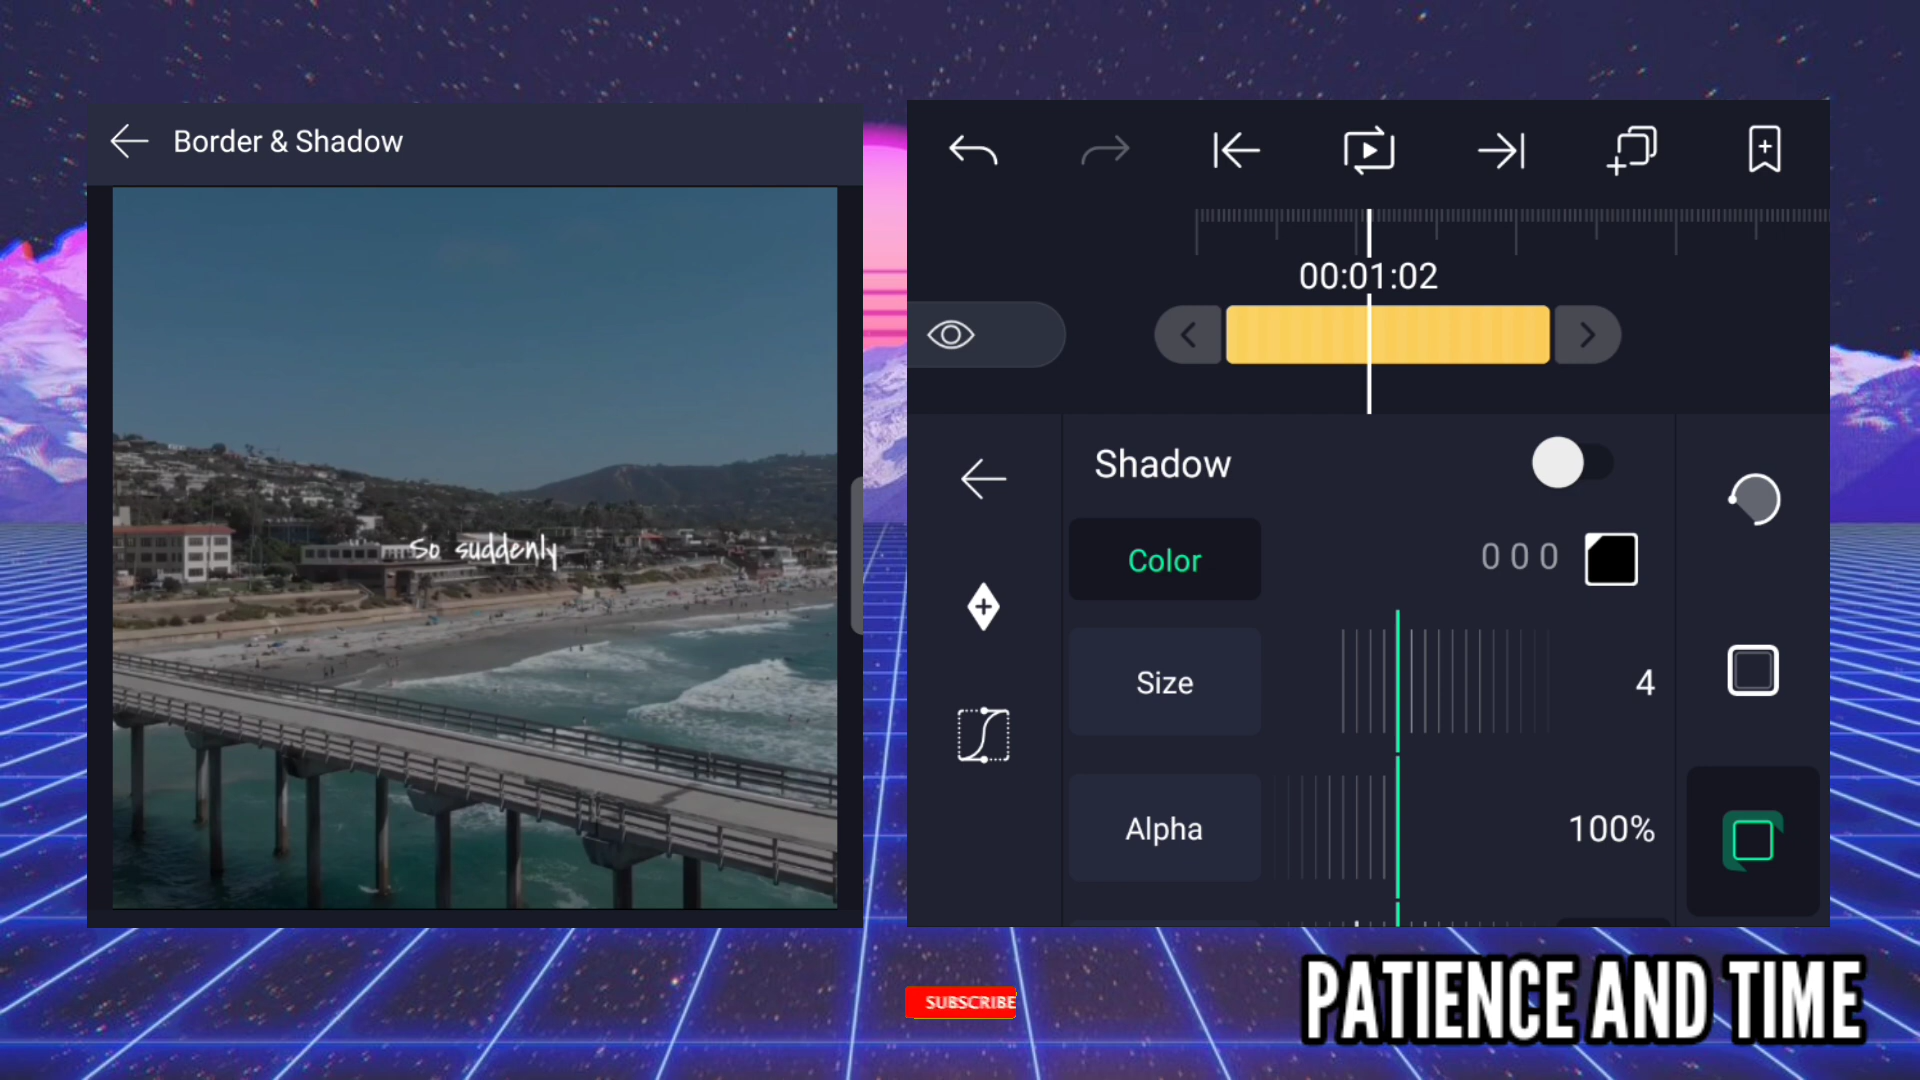 Border & Shadow
So suddenly
00:01:02
Shadow
Color
0 0 0
Size
4
Alpha
100%
SUBSCRIBE
PATIENCE AND TIME